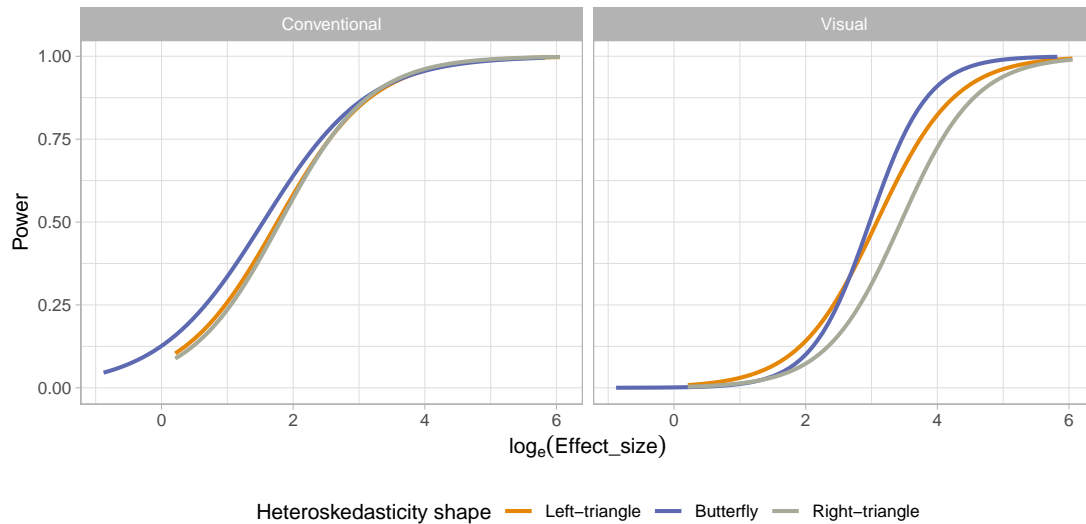 Conventional
Visual
1.00
0.75
0.50
0.25
0.00
Power
0 2 4 6
0 2 4 6
logₑ(Effect_size)
Heteroskedasticity shape Left−triangle Butterfly Right−triangle